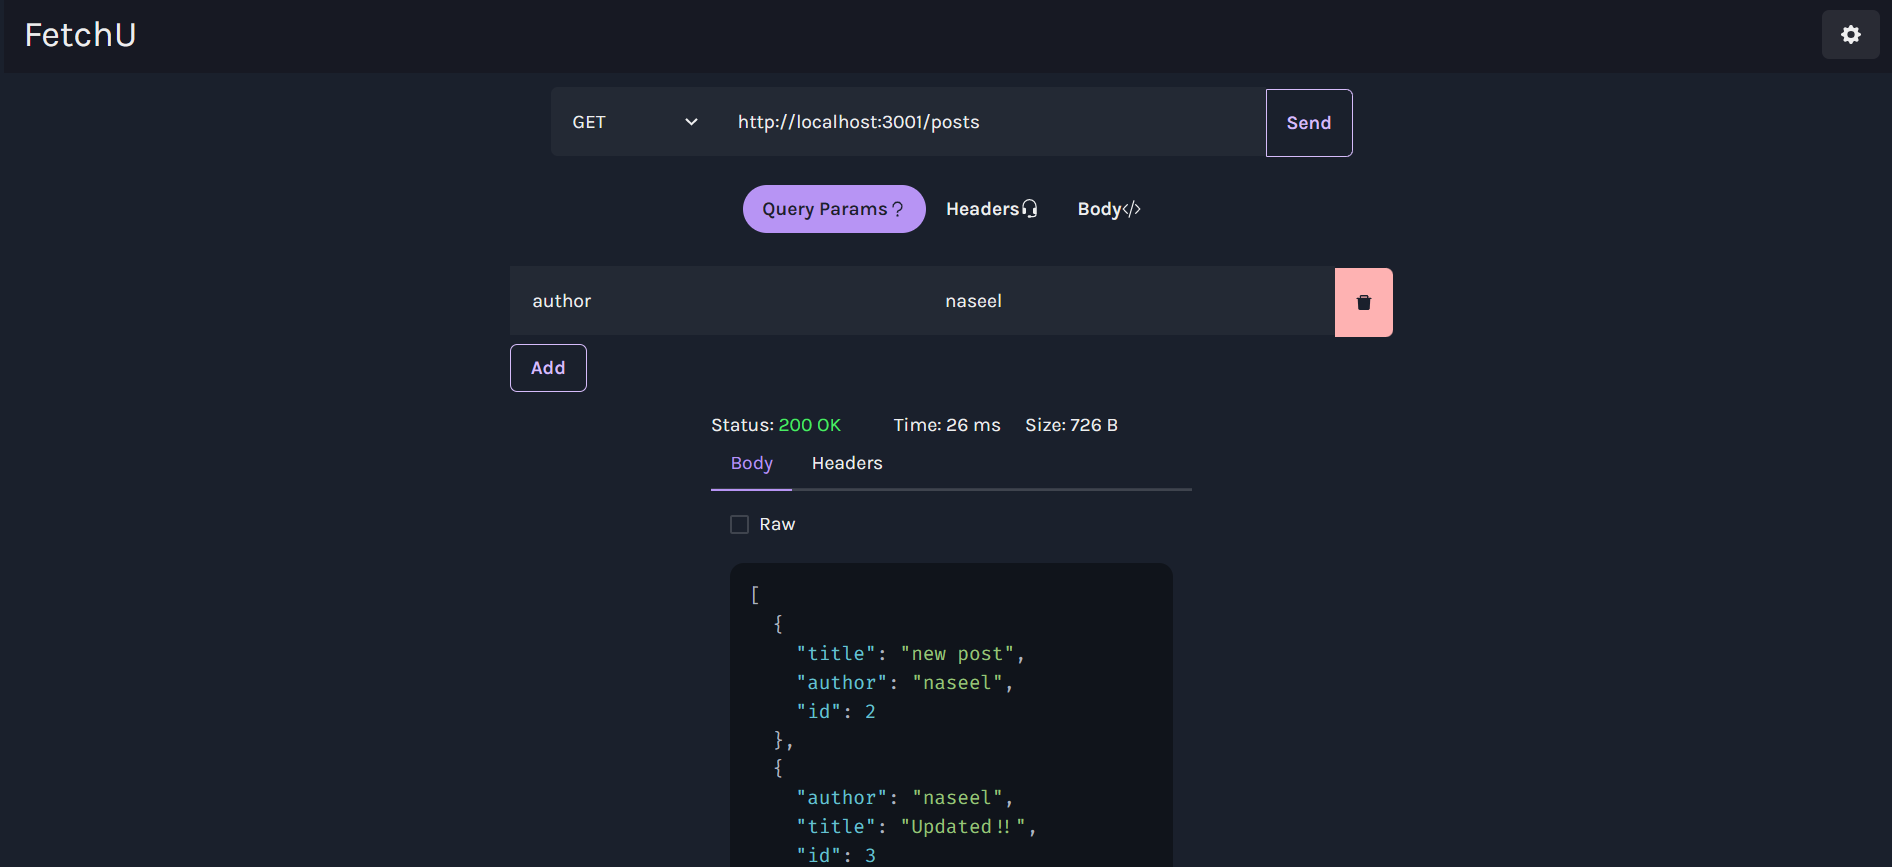 FetchU
GET http://localhost:3001/posts Send
Query Params Headers Body
author naseel
Add
Status: 200 OK Time: 26 ms Size: 726 B
Body Headers
Raw
[
{
"title": "new post",
"author": "naseel",
"id": 2
},
{
"author": "naseel",
"title": "Updated!!",
"id": 3